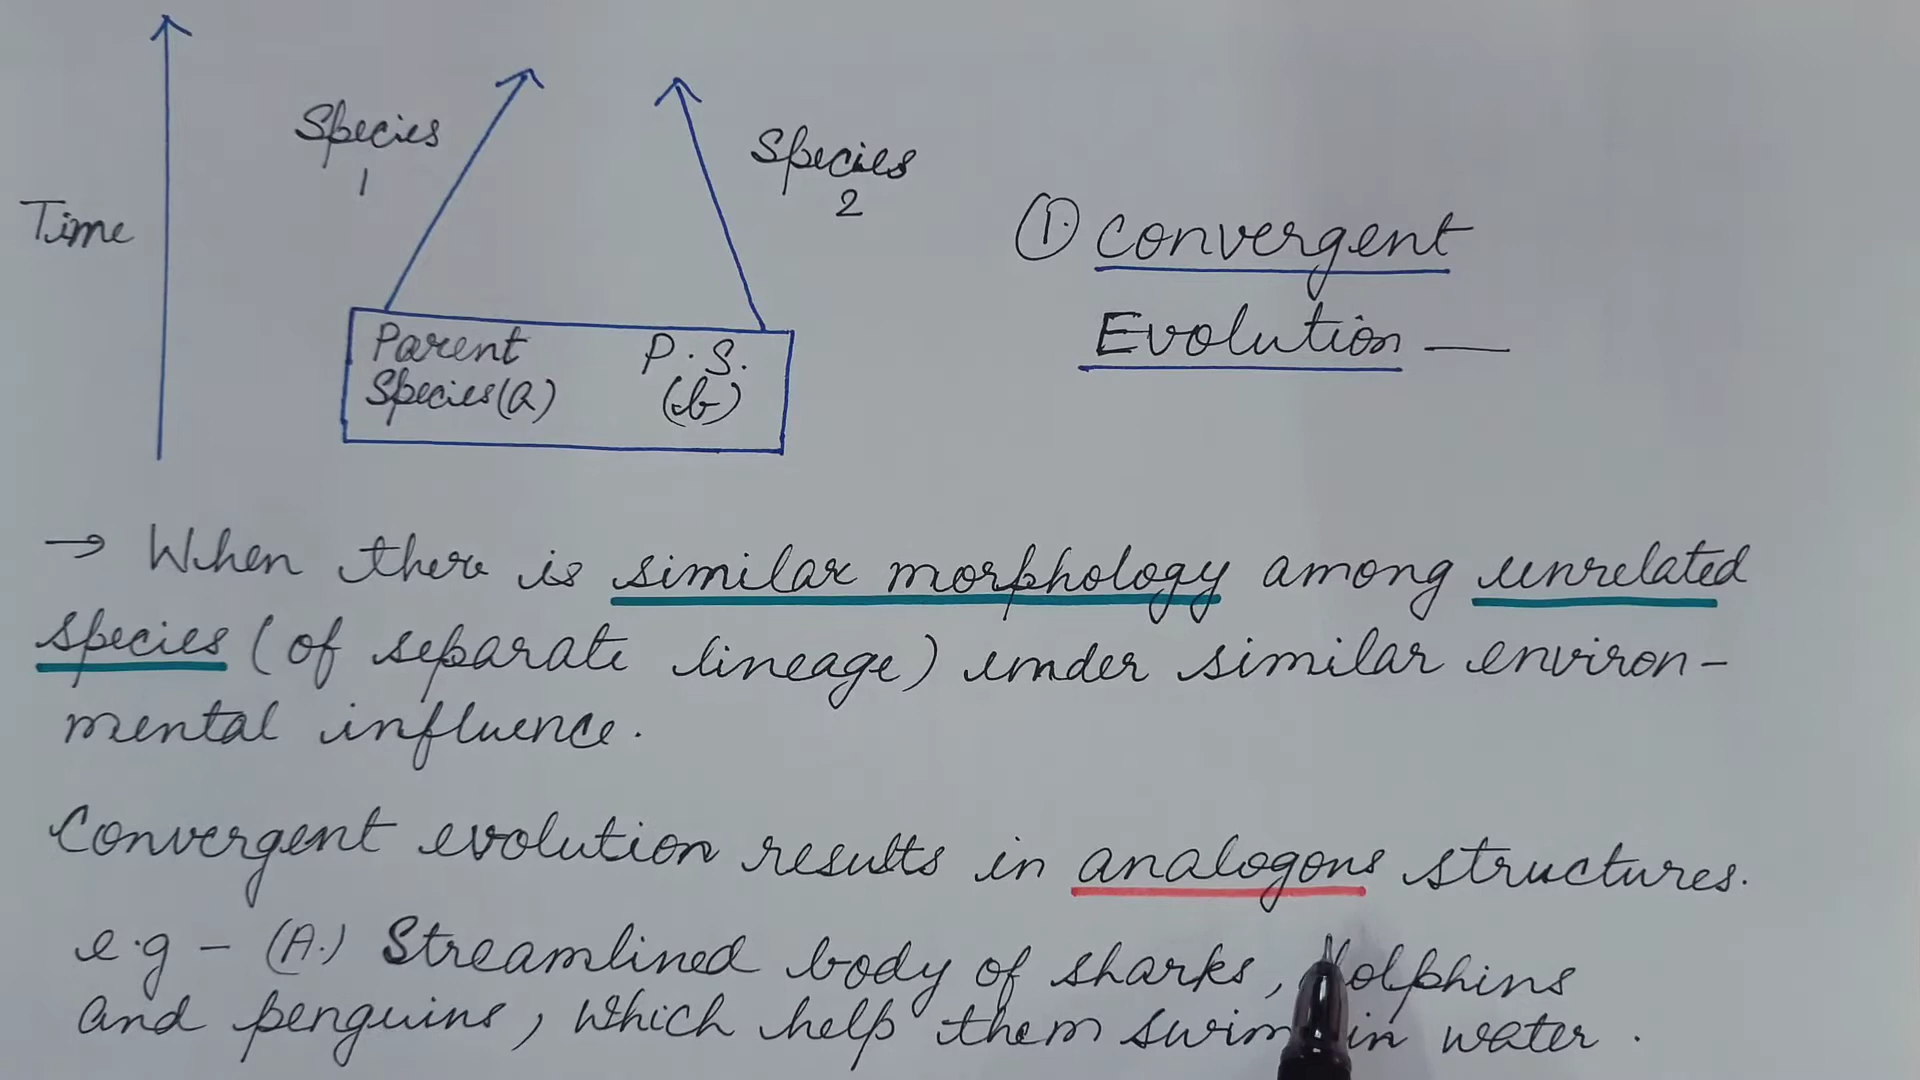 Species
1
Species
2
Time
① Convergent
Evolution —
Parent
Species (a)
P. S.
(b)
→ When there is similar morphology among unrelated
species (of separate lineage) under similar environ-
mental influence.
Convergent evolution results in analogous structures.
e.g - (A.) Streamlined body of sharks, dolphins
and penguins, which help them swim in water.